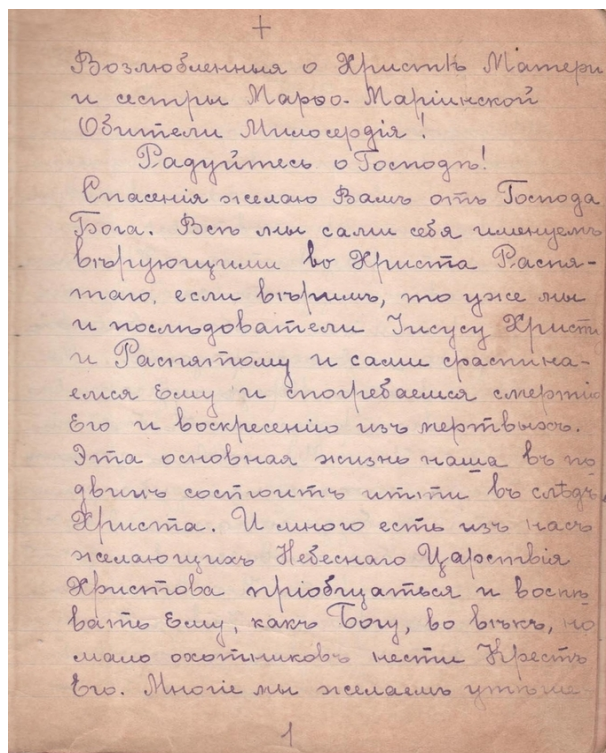 +
Возлюбленныя о Христѣ Матери
и сестры Марѳо-Маріинской
Обители Милосердія!
Радуйтесь о Господѣ!
Спасенія желаю Вамъ отъ Господа
Бога. Всѣ мы сами себя именуемъ
вѣрующими во Христа Распя-
таго, если вѣримъ, то уже мы
и послѣдователи Іисусу Христу
и Распятому и сами сраспина-
емся Ему и спогребаемся смертію
Его и воскресенію изъ мертвыхъ.
Эта основная жизнь наша въ по
двигѣ состоитъ итти въ слѣдъ
Христа. И много есть изъ насъ
желающихъ Небеснаго Царствія
Христова пріобщаться и воспѣ
вать Ему, какъ Богу, во вѣкъ, но
мало охотниковъ нести Крестъ
Его. Многіе мы желаемъ утѣше-
1